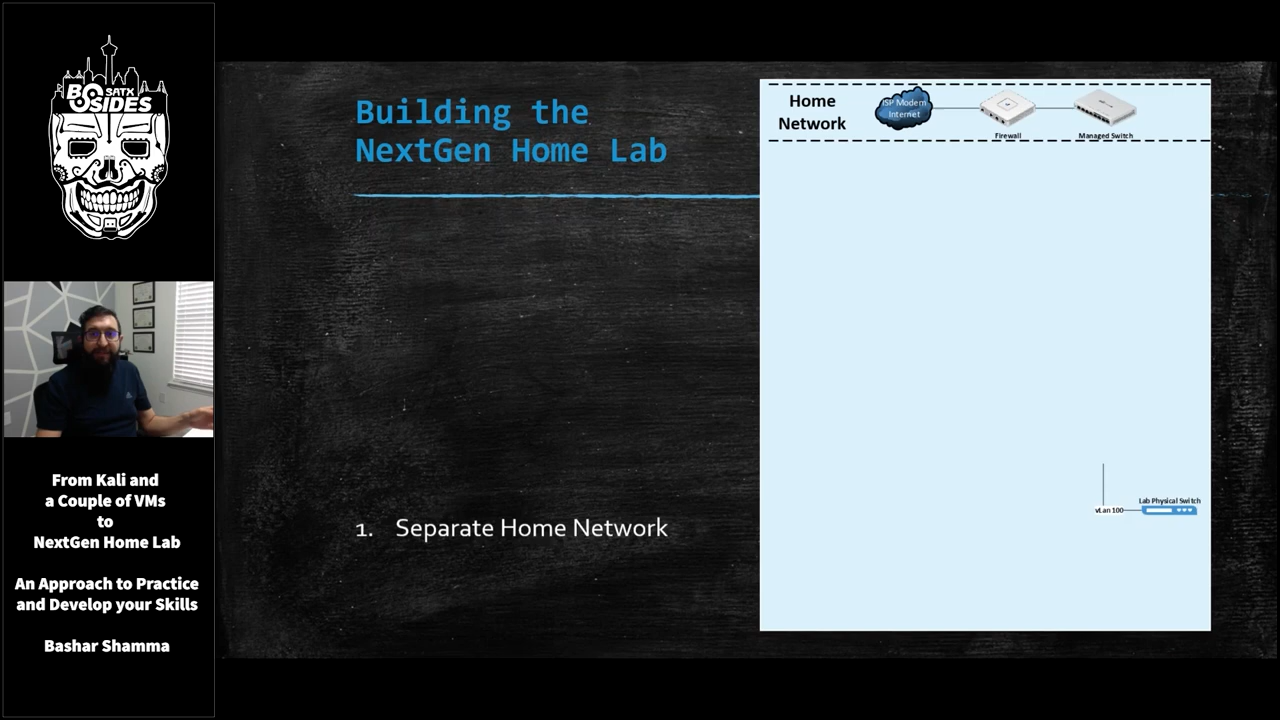 BSIDES
SATX
From Kali and
a Couple of VMs
to
NextGen Home Lab
An Approach to Practice
and Develop your Skills
Bashar Shamma
Building the
NextGen Home Lab
1. Separate Home Network
Home
Network
ISP Modem
Internet
Firewall
Managed Switch
Lab Physical Switch
vLan 100